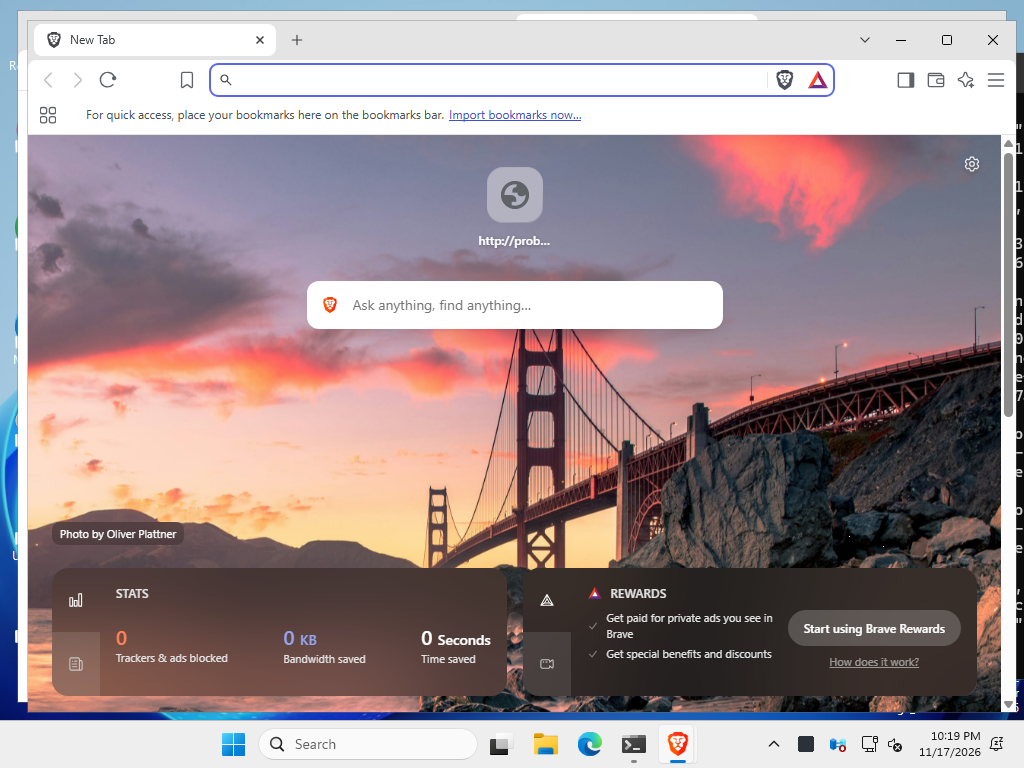 New Tab
For quick access, place your bookmarks here on the bookmarks bar. Import bookmarks now...
http://prob...
Ask anything, find anything...
Photo by Oliver Plattner
STATS
0
Trackers & ads blocked
0 KB
Bandwidth saved
0 Seconds
Time saved
REWARDS
Get paid for private ads you see in
Brave
Get special benefits and discounts
Start using Brave Rewards
How does it work?
Search
10:19 PM
11/17/2026